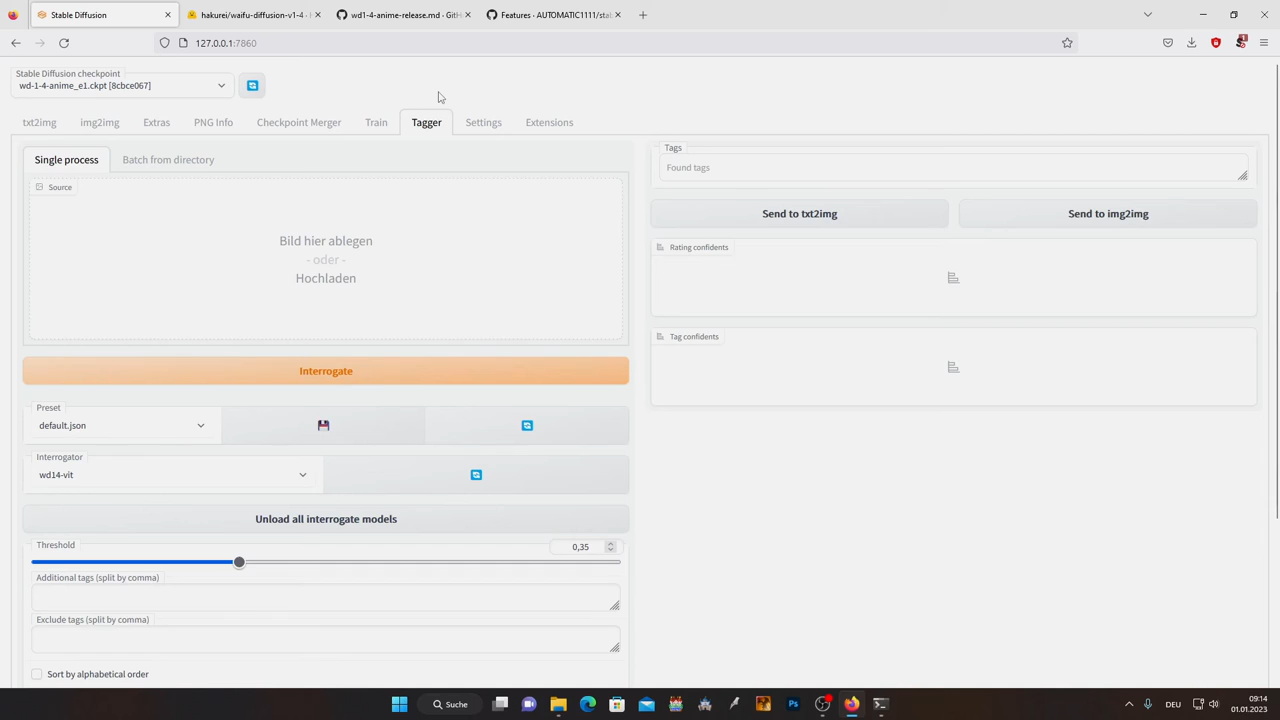 Stable Diffusion
hakurei/waifu-diffusion-v1-4 -
wd1-4-anime-release.md · GitH
Features · AUTOMATIC1111/sta
127.0.0.1:7860
Stable Diffusion checkpoint
wd-1-4-anime_e1.ckpt [8cbce067]
txt2img
img2img
Extras
PNG Info
Checkpoint Merger
Train
Tagger
Settings
Extensions
Single process
Batch from directory
Source
Bild hier ablegen
- oder -
Hochladen
Interrogate
Preset
default.json
Interrogator
wd14-vit
Unload all interrogate models
Threshold
0,35
Additional tags (split by comma)
Exclude tags (split by comma)
Sort by alphabetical order
Tags
Found tags
Send to txt2img
Send to img2img
Rating confidents
Tag confidents
Suche
DEU
09:14
01.01.2023